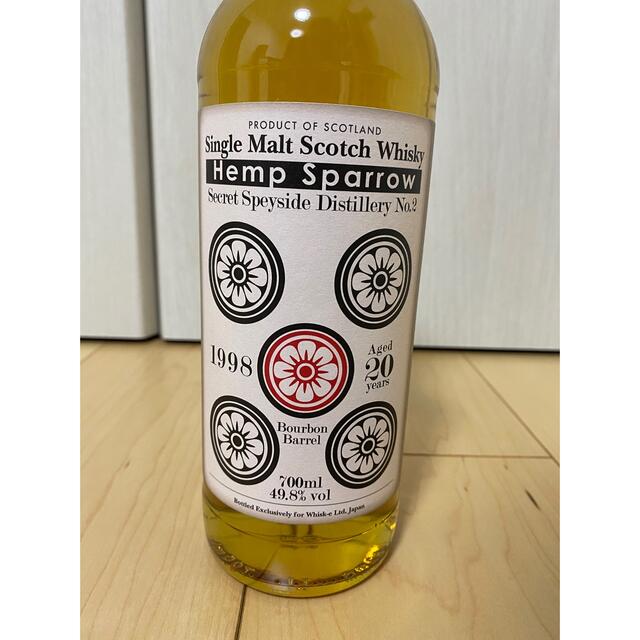 PRODUCT OF SCOTLAND
Single Malt Scotch Whisky
Hemp Sparrow
Secret Speyside Distillery No.2
1998
Aged
20
years
Bourbon
Barrel
700ml
49.8% vol
Bottled Exclusively for Whisk-e Ltd. Japan